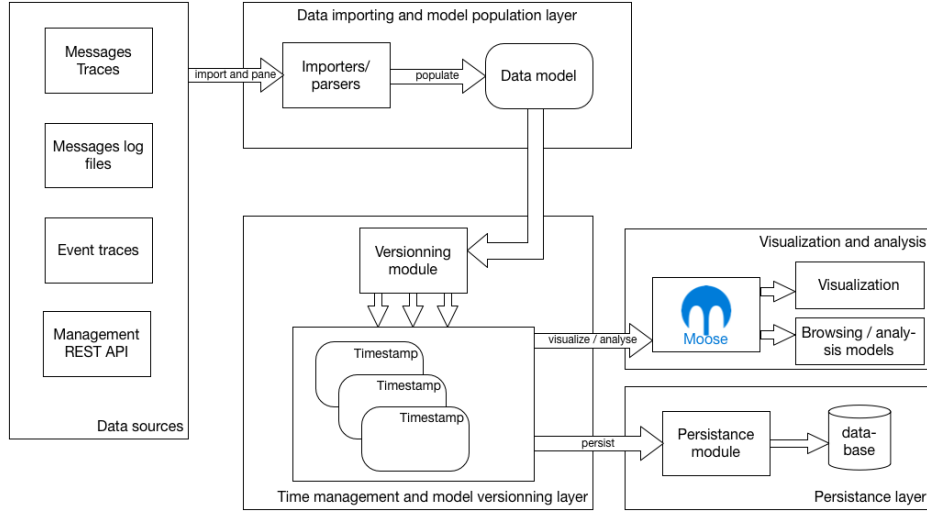 Messages
Traces
Messages log
files
Event traces
Management
REST API
Data sources
import and pane
Data importing and model population layer
Importers/
parsers
populate
Data model
Versionning
module
Timestamp
Timestamp
Timestamp
Time management and model versionning layer
visualize / analyse
persist
Visualization and analysis
Moose
Visualization
Browsing / analy-
sis models
Persistance
module
data-
base
Persistance layer